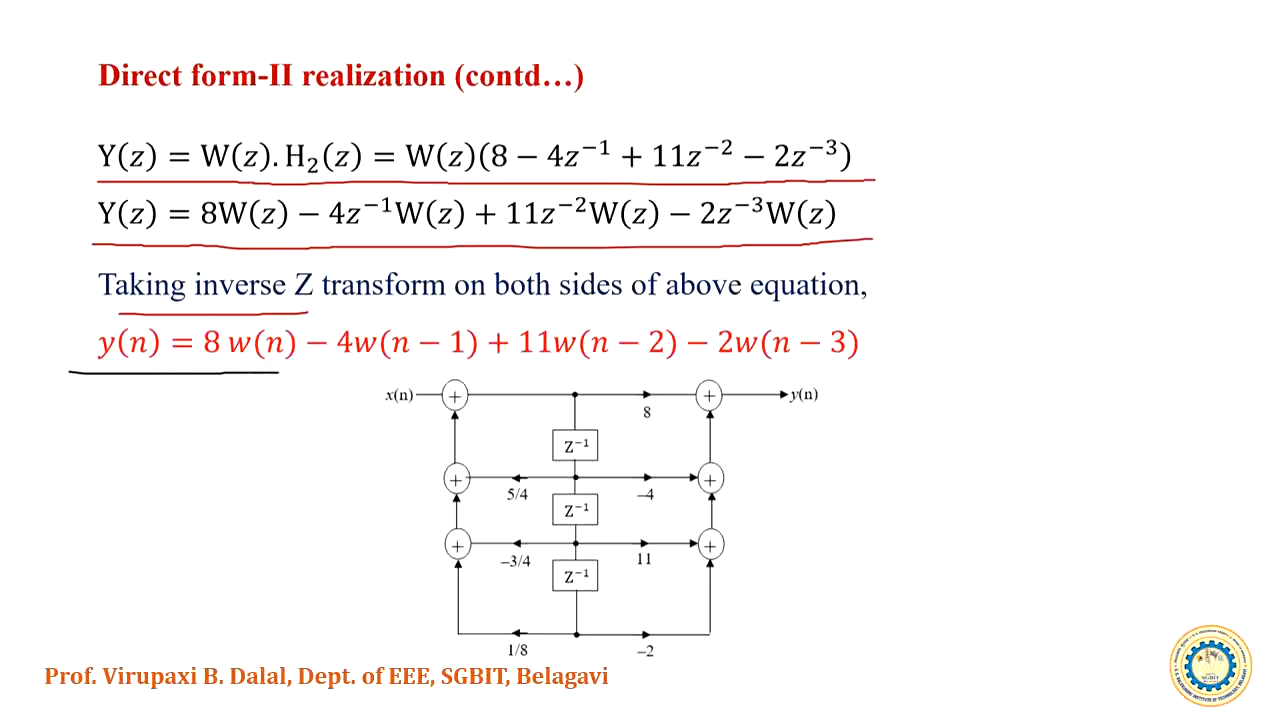 Direct form-II realization (contd…)
Y(z) = W(z). H₂(z) = W(z)(8 − 4z⁻¹ + 11z⁻² − 2z⁻³)
Y(z) = 8W(z) − 4z⁻¹W(z) + 11z⁻²W(z) − 2z⁻³W(z)
Taking inverse Z transform on both sides of above equation,
y(n) = 8 w(n) − 4w(n − 1) + 11w(n − 2) − 2w(n − 3)
x(n) + + y(n)
8
Z⁻¹
+ +
5/4 –4
Z⁻¹
+ +
–3/4 11
Z⁻¹
1/8 –2
Prof. Virupaxi B. Dalal, Dept. of EEE, SGBIT, Belagavi
SGBIT